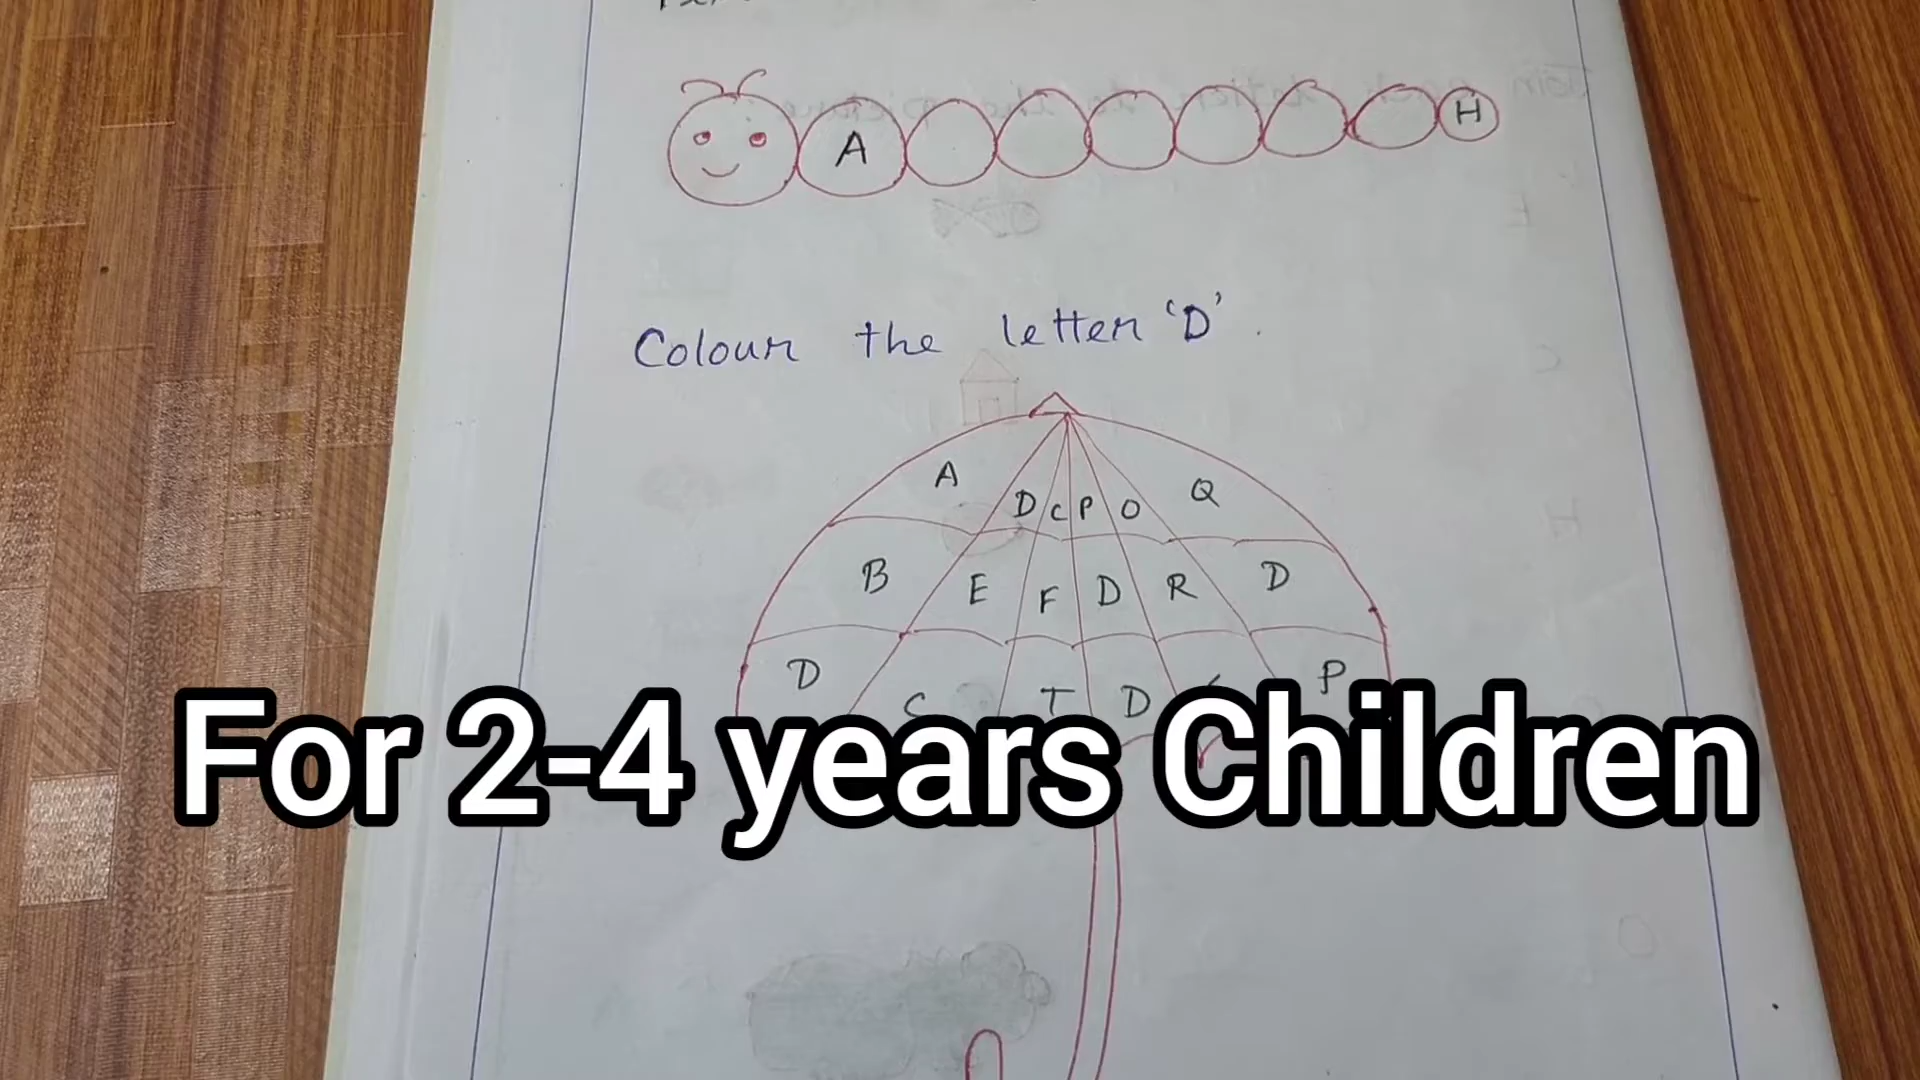 A H
Colour the letter 'D'.
A D C P O Q
B E F D R D
D C T D P
For 2-4 years Children